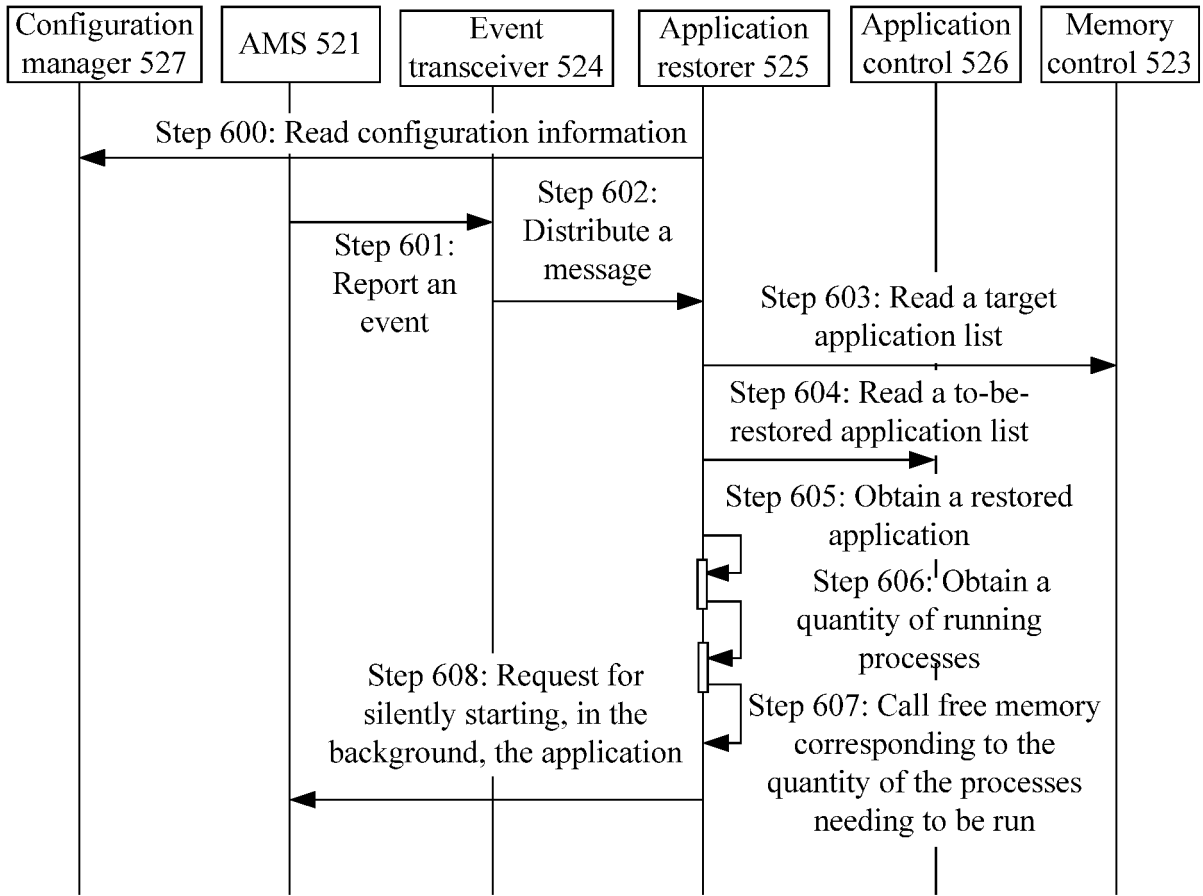 Configuration
manager 527
AMS 521
Event
transceiver 524
Application
restorer 525
Application
control 526
Memory
control 523
Step 600: Read configuration information
Step 601:
Report an
event
Step 602:
Distribute a
message
Step 603: Read a target
application list
Step 604: Read a to-be-
restored application list
Step 605: Obtain a restored
application
Step 606: Obtain a
quantity of running
processes
Step 607: Call free memory
corresponding to the
quantity of the processes
needing to be run
Step 608: Request for
silently starting, in the
background, the application